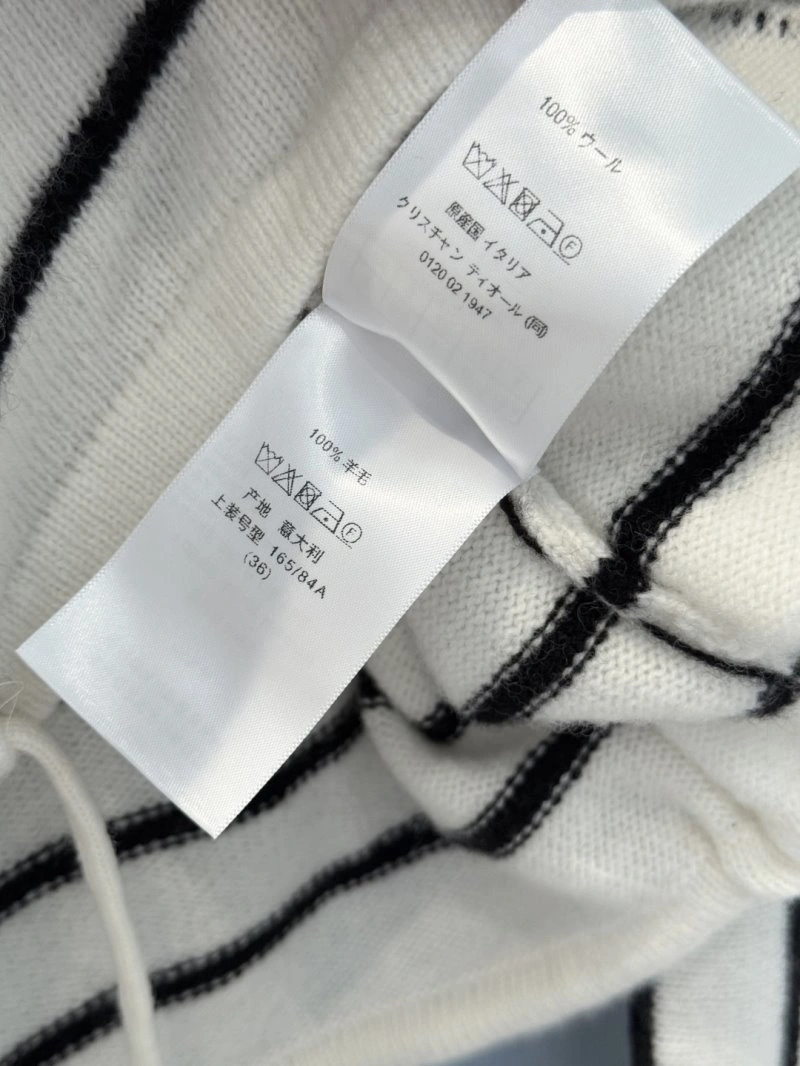 100% ウール
F
原産国 イタリア
クリスチャン ディオール (同)
0120 02 1947
100% 羊毛
F
产地 意大利
上装号型 165/84A
(36)